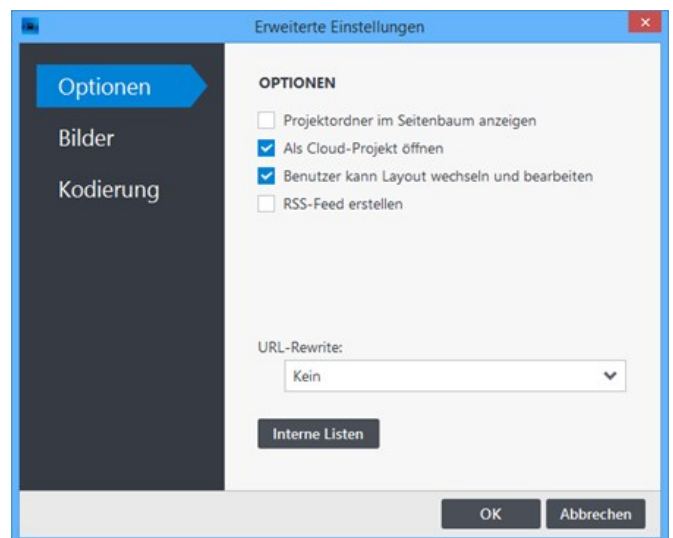 Erweiterte Einstellungen
Optionen
Bilder
Kodierung
OPTIONEN
Projektordner im Seitenbaum anzeigen
Als Cloud-Projekt öffnen
Benutzer kann Layout wechseln und bearbeiten
RSS-Feed erstellen
URL-Rewrite:
Kein
Interne Listen
OK Abbrechen